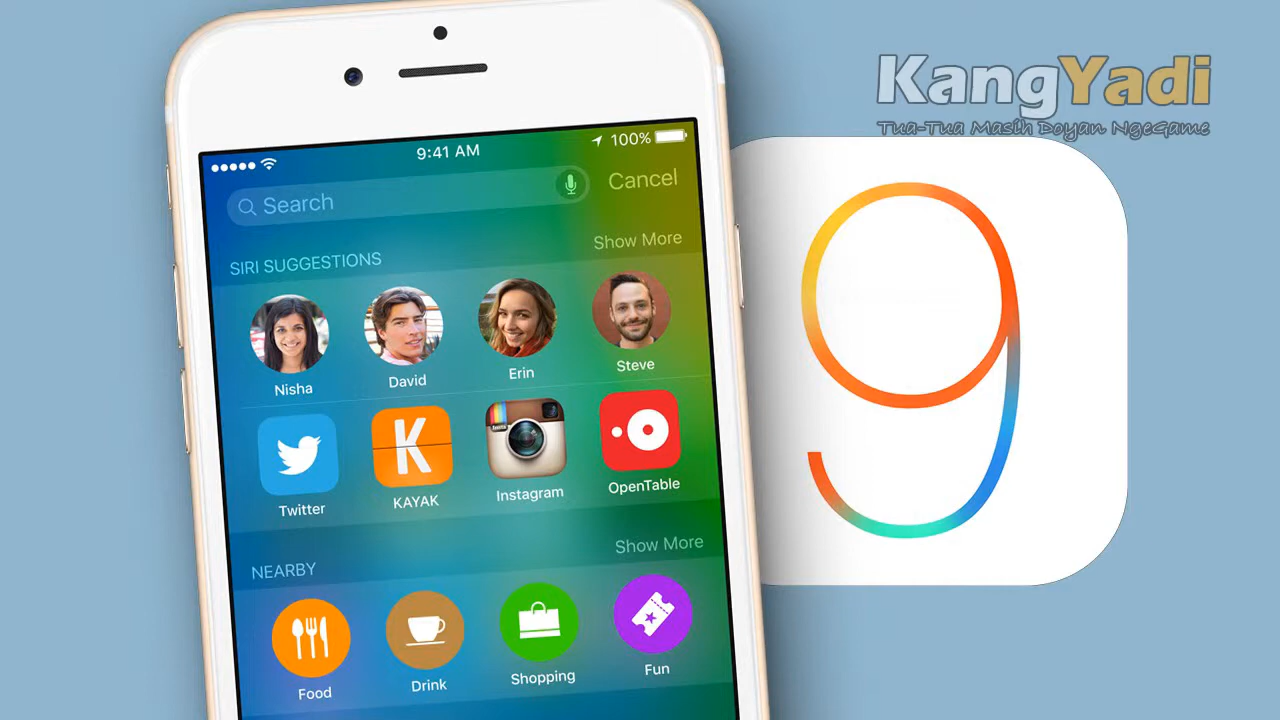 KangYadi
Tua-Tua Masih Doyan NgeGame
9:41 AM
100%
Search
Cancel
SIRI SUGGESTIONS
Show More
Nisha
David
Erin
Steve
K
Twitter
KAYAK
Instagram
OpenTable
NEARBY
Show More
Food
Drink
Shopping
Fun
9